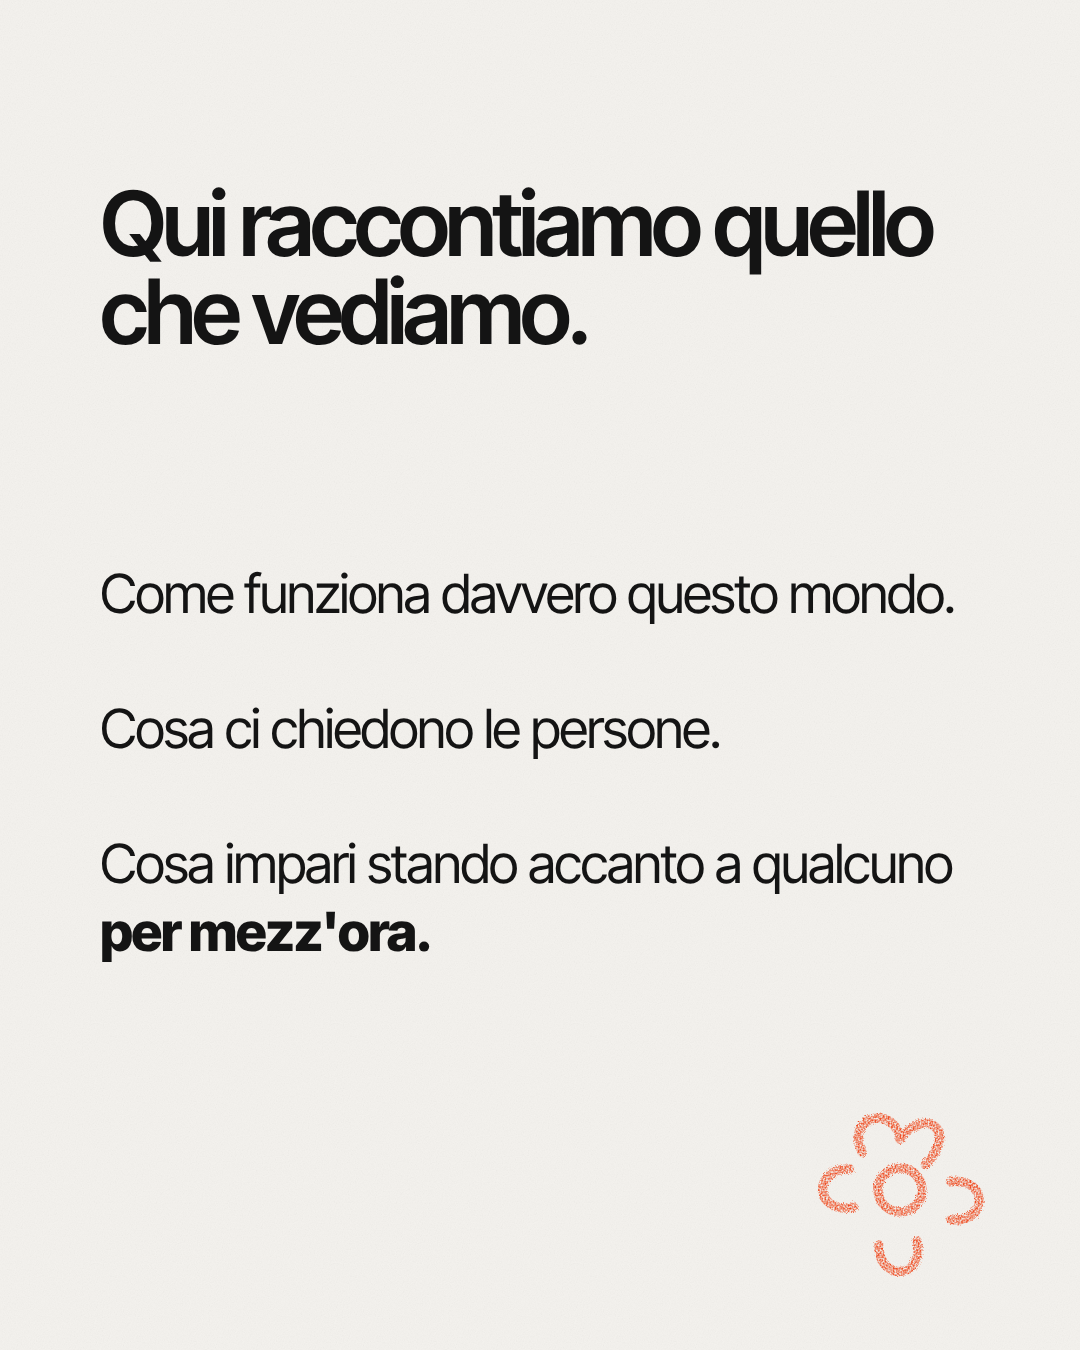 Qui raccontiamo quello
che vediamo.
Come funziona davvero questo mondo.
Cosa ci chiedono le persone.
Cosa impari stando accanto a qualcuno
per mezz'ora.